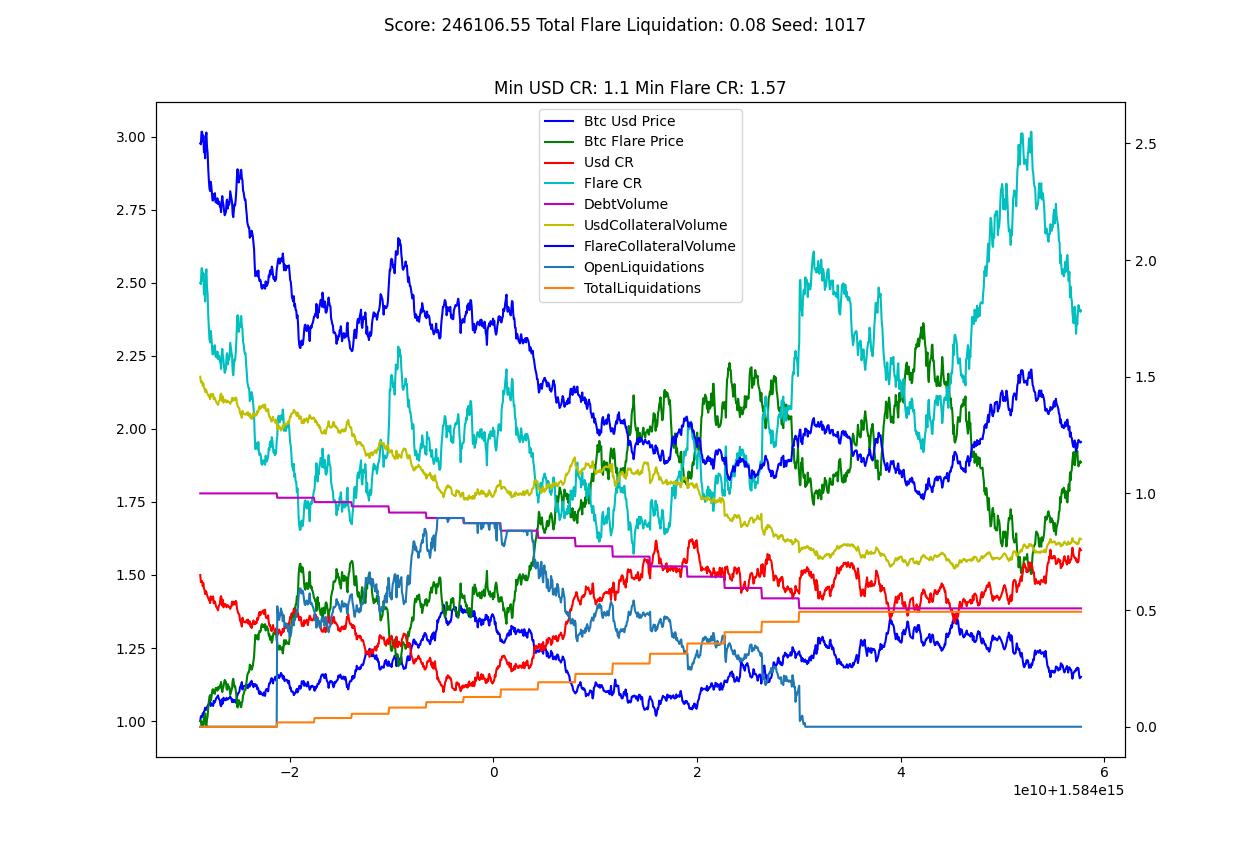 Score: 246106.55 Total Flare Liquidation: 0.08 Seed: 1017
Min USD CR: 1.1 Min Flare CR: 1.57
Btc Usd Price
Btc Flare Price
Usd CR
Flare CR
DebtVolume
UsdCollateralVolume
FlareCollateralVolume
OpenLiquidations
TotalLiquidations
3.00
2.75
2.50
2.25
2.00
1.75
1.50
1.25
1.00
2.5
2.0
1.5
1.0
0.5
0.0
−2 0 2 4 6
1e10+1.584e15